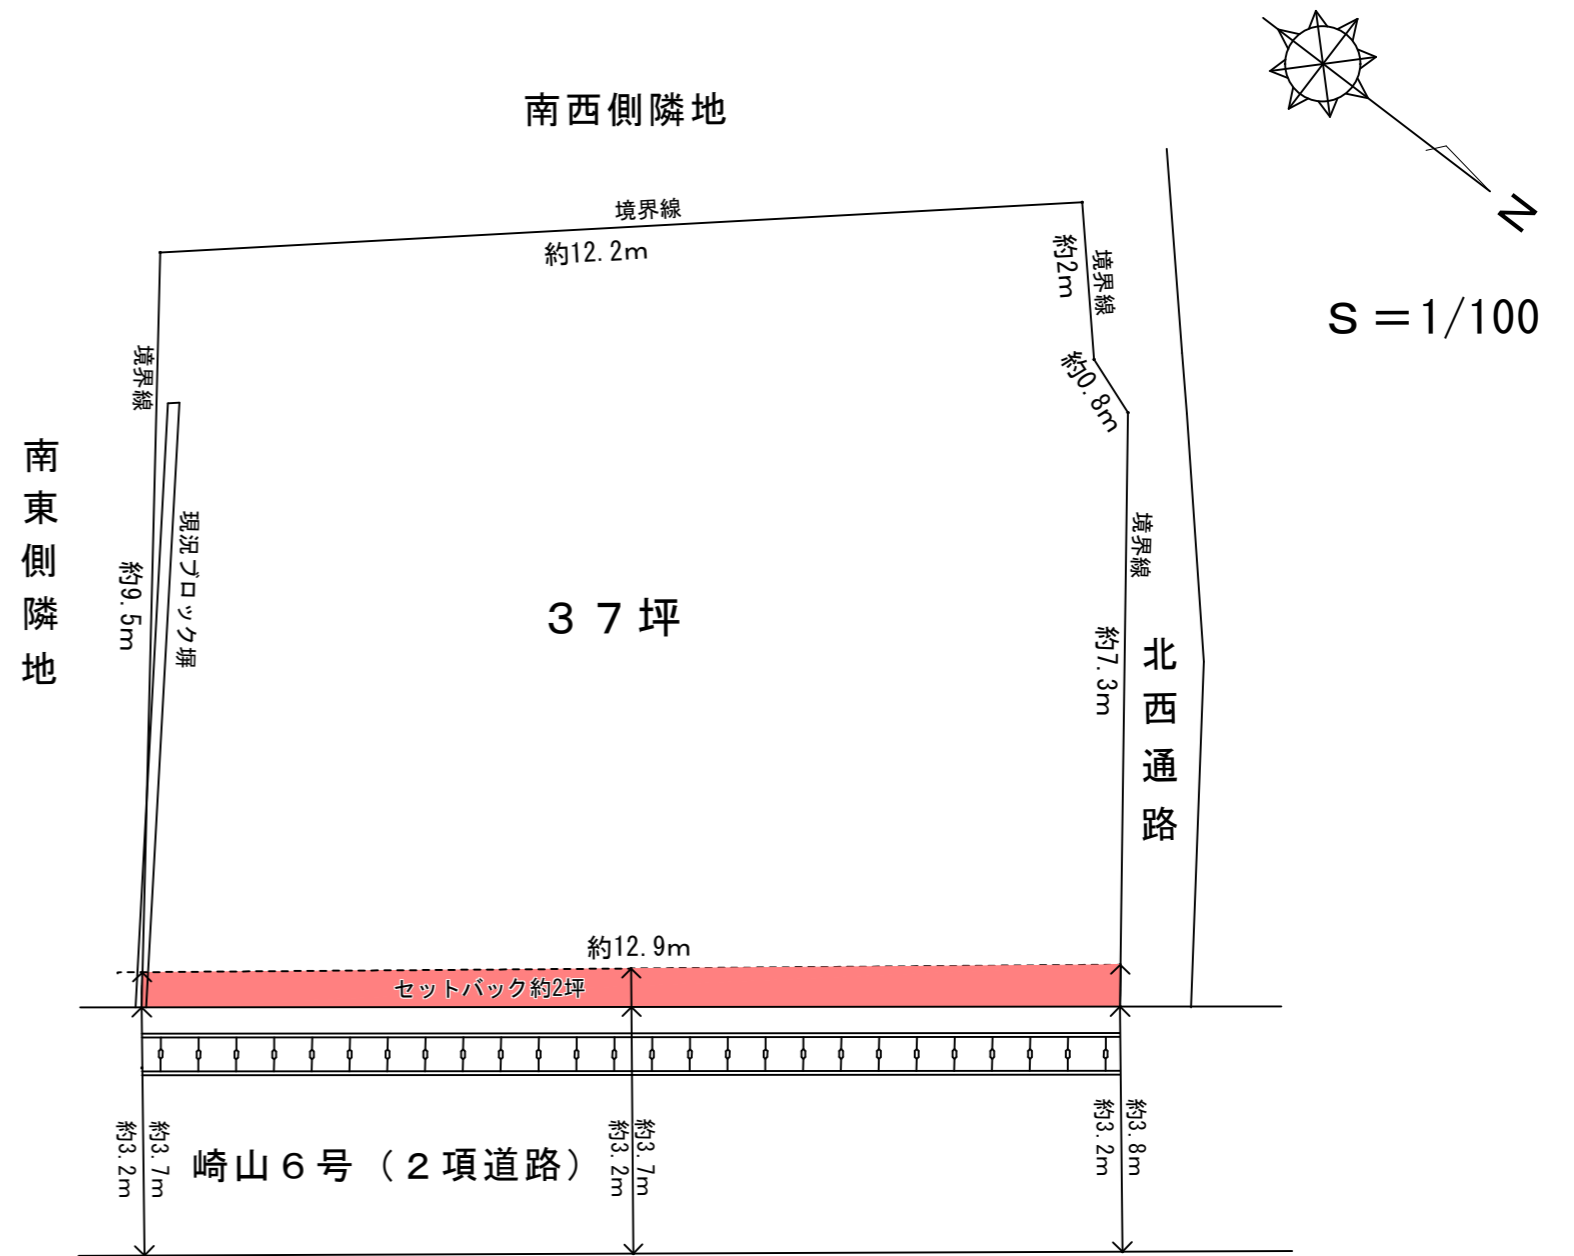 南西側隣地
N
S＝1/100
境界線
約12.2m
約2m
境界線
約0.8m
境界線
南東側隣地
約9.5m
現況ブロック塀
37坪
境界線
約7.3m
北西通路
約12.9m
セットバック約2坪
約3.2m
約3.7m
崎山6号（2項道路）
約3.2m
約3.7m
約3.2m
約3.8m